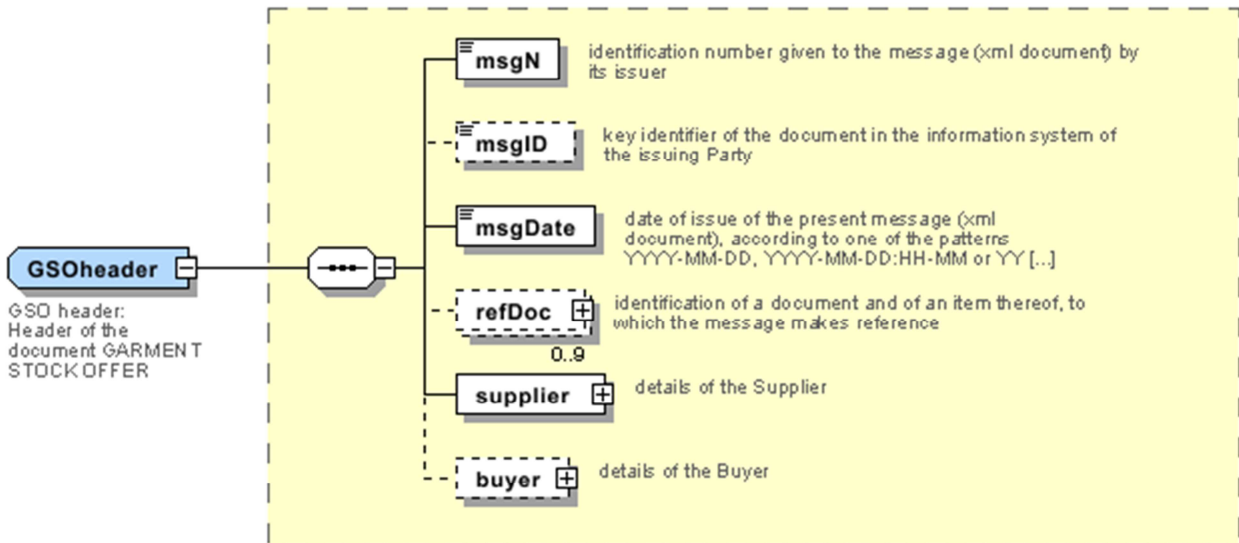 msgN
identification number given to the message (xml document) by
its issuer
msgID
key identifier of the document in the information system of
the issuing Party
msgDate
date of issue of the present message (xml
document), according to one of the patterns
YYYY-MM-DD, YYYY-MM-DD:HH-MM or YY [...]
GSOheader
GSO header:
Header of the
document GARMENT
STOCK OFFER
refDoc
identification of a document and of an item thereof, to
which the message makes reference
0..9
supplier
details of the Supplier
buyer
details of the Buyer